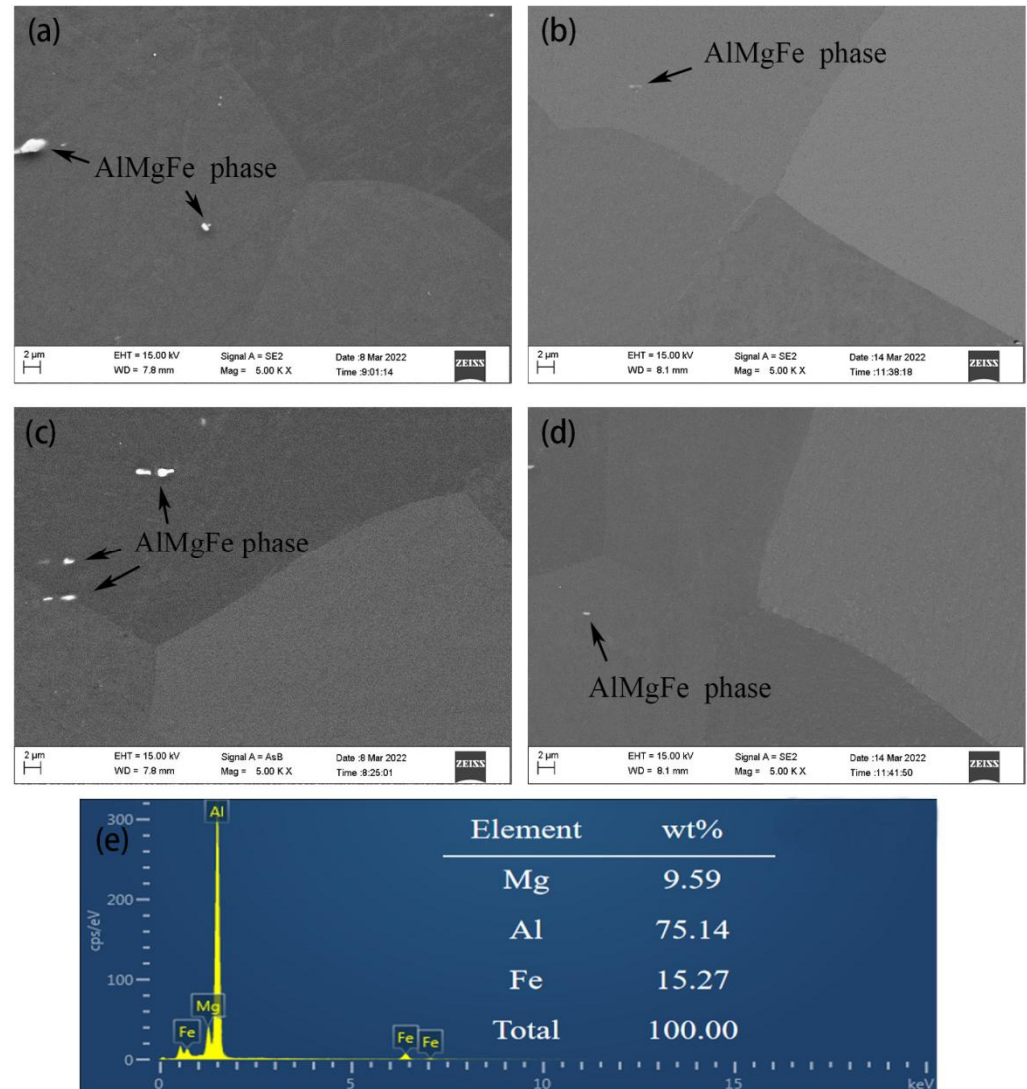 (a)
AlMgFe phase
2 µm
EHT = 15.00 kV Signal A = SE2 Date :8 Mar 2022
WD = 7.8 mm Mag = 5.00 K X Time :9:01:14
ZEISS
(b)
AlMgFe phase
2 µm
EHT = 15.00 kV Signal A = SE2 Date :14 Mar 2022
WD = 8.1 mm Mag = 5.00 K X Time :11:38:18
ZEISS
(c)
AlMgFe phase
2 µm
EHT = 15.00 kV Signal A = AsB Date :8 Mar 2022
WD = 7.8 mm Mag = 5.00 K X Time :8:25:01
ZEISS
(d)
AlMgFe phase
2 µm
EHT = 15.00 kV Signal A = SE2 Date :14 Mar 2022
WD = 8.1 mm Mag = 5.00 K X Time :11:41:50
ZEISS
(e)
300
200
100
0
cps/eV
Al
Mg
Fe
Fe
Fe
0 5 10 15 keV
Element wt%
Mg 9.59
Al 75.14
Fe 15.27
Total 100.00